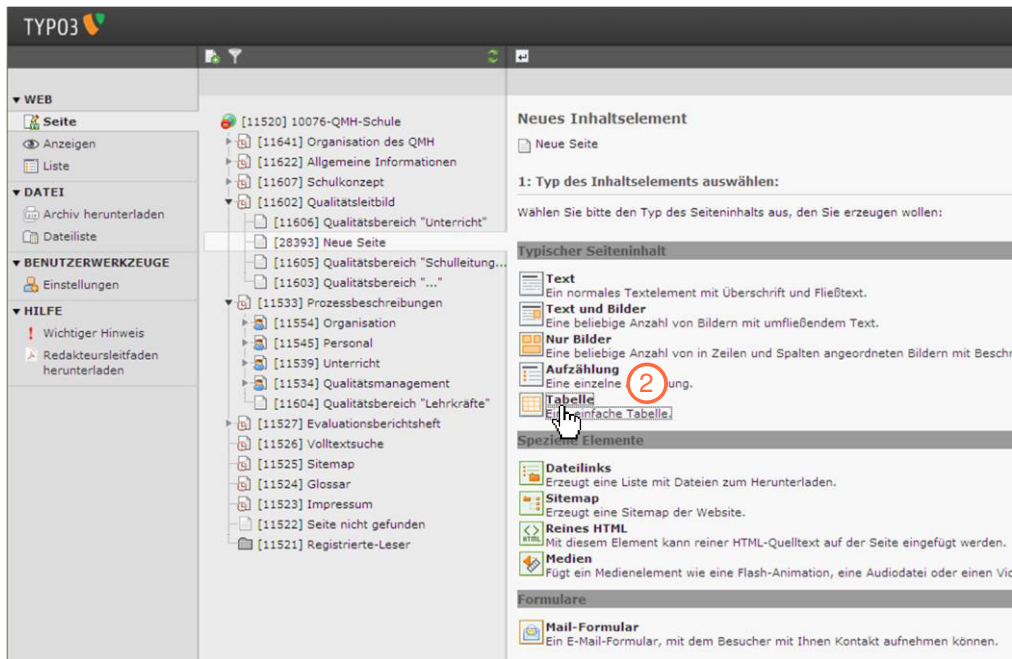 TYPO3
WEB
Seite
Anzeigen
Liste
DATEI
Archiv herunterladen
Dateiliste
BENUTZERWERKZEUGE
Einstellungen
HILFE
Wichtiger Hinweis
Redakteursleitfaden
herunterladen
[11520] 10076-QMH-Schule
[11641] Organisation des QMH
[11622] Allgemeine Informationen
[11607] Schulkonzept
[11602] Qualitätsleitbild
[11606] Qualitätsbereich "Unterricht"
[28393] Neue Seite
[11605] Qualitätsbereich "Schulleitung...
[11603] Qualitätsbereich "..."
[11533] Prozessbeschreibungen
[11554] Organisation
[11545] Personal
[11539] Unterricht
[11534] Qualitätsmanagement
[11604] Qualitätsbereich "Lehrkräfte"
[11527] Evaluationsberichtsheft
[11526] Volltextsuche
[11525] Sitemap
[11524] Glossar
[11523] Impressum
[11522] Seite nicht gefunden
[11521] Registrierte-Leser
Neues Inhaltselement
Neue Seite
1: Typ des Inhaltselements auswählen:
Wählen Sie bitte den Typ des Seiteninhalts aus, den Sie erzeugen wollen:
Typischer Seiteninhalt
Text
Ein normales Textelement mit Überschrift und Fließtext.
Text und Bilder
Eine beliebige Anzahl von Bildern mit umfließendem Text.
Nur Bilder
Eine beliebige Anzahl von in Zeilen und Spalten angeordneten Bildern mit Beschr
Aufzählung
Eine einzelne
2
Tabelle
einfache Tabelle.
Spezielle Elemente
Dateilinks
Erzeugt eine Liste mit Dateien zum Herunterladen.
Sitemap
Erzeugt eine Sitemap der Website.
HTML
Reines HTML
Mit diesem Element kann reiner HTML-Quelltext auf der Seite eingefügt werden.
Medien
Fügt ein Medienelement wie eine Flash-Animation, eine Audiodatei oder einen Vic
Formulare
Mail-Formular
Ein E-Mail-Formular, mit dem Besucher mit Ihnen Kontakt aufnehmen können.